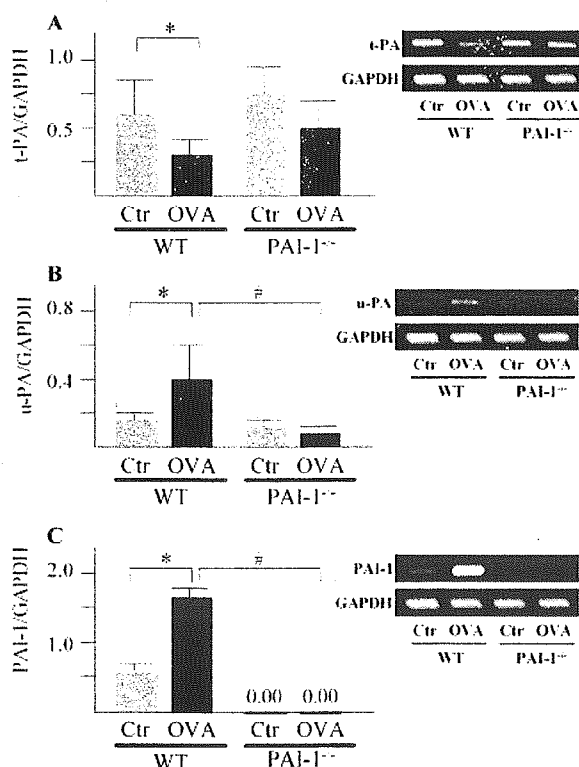 A
t-PA/GAPDH
1.0
0.5
*
Ctr OVA Ctr OVA
WT PAI-1-/-
t-PA
GAPDH
Ctr OVA Ctr OVA
WT PAI-1-/-
B
u-PA/GAPDH
0.8
0.4
* #
Ctr OVA Ctr OVA
WT PAI-1-/-
u-PA
GAPDH
Ctr OVA Ctr OVA
WT PAI-1-/-
C
PAI-1/GAPDH
2.0
1.0
* #
0.00 0.00
Ctr OVA Ctr OVA
WT PAI-1-/-
PAI-1
GAPDH
Ctr OVA Ctr OVA
WT PAI-1-/-